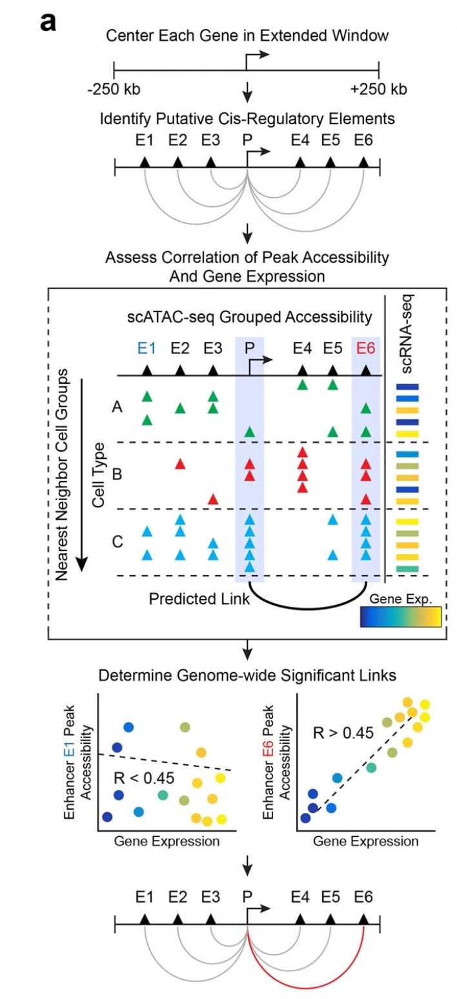 a
Center Each Gene in Extended Window
-250 kb +250 kb
Identify Putative Cis-Regulatory Elements
E1 E2 E3 P E4 E5 E6
Assess Correlation of Peak Accessibility
And Gene Expression
scATAC-seq Grouped Accessibility
scRNA-seq
E1 E2 E3 P E4 E5 E6
Nearest Neighbor Cell Groups
Cell Type
A
B
C
Predicted Link
Gene Exp.
Determine Genome-wide Significant Links
Enhancer E1 Peak
Accessibility
R < 0.45
Gene Expression
Enhancer E6 Peak
Accessibility
R > 0.45
Gene Expression
E1 E2 E3 P E4 E5 E6